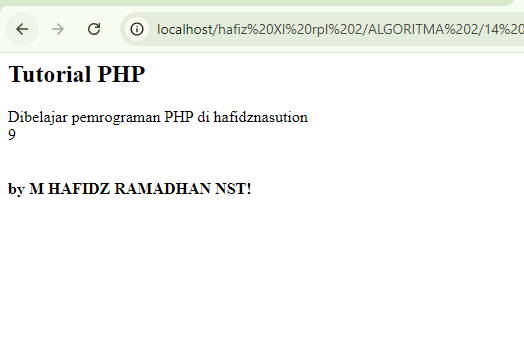 localhost/hafiz%20XI%20rpl%202/ALGORITMA%202/14%20
Tutorial PHP
Dibelajar pemrograman PHP di hafidznasution
9
by M HAFIDZ RAMADHAN NST!